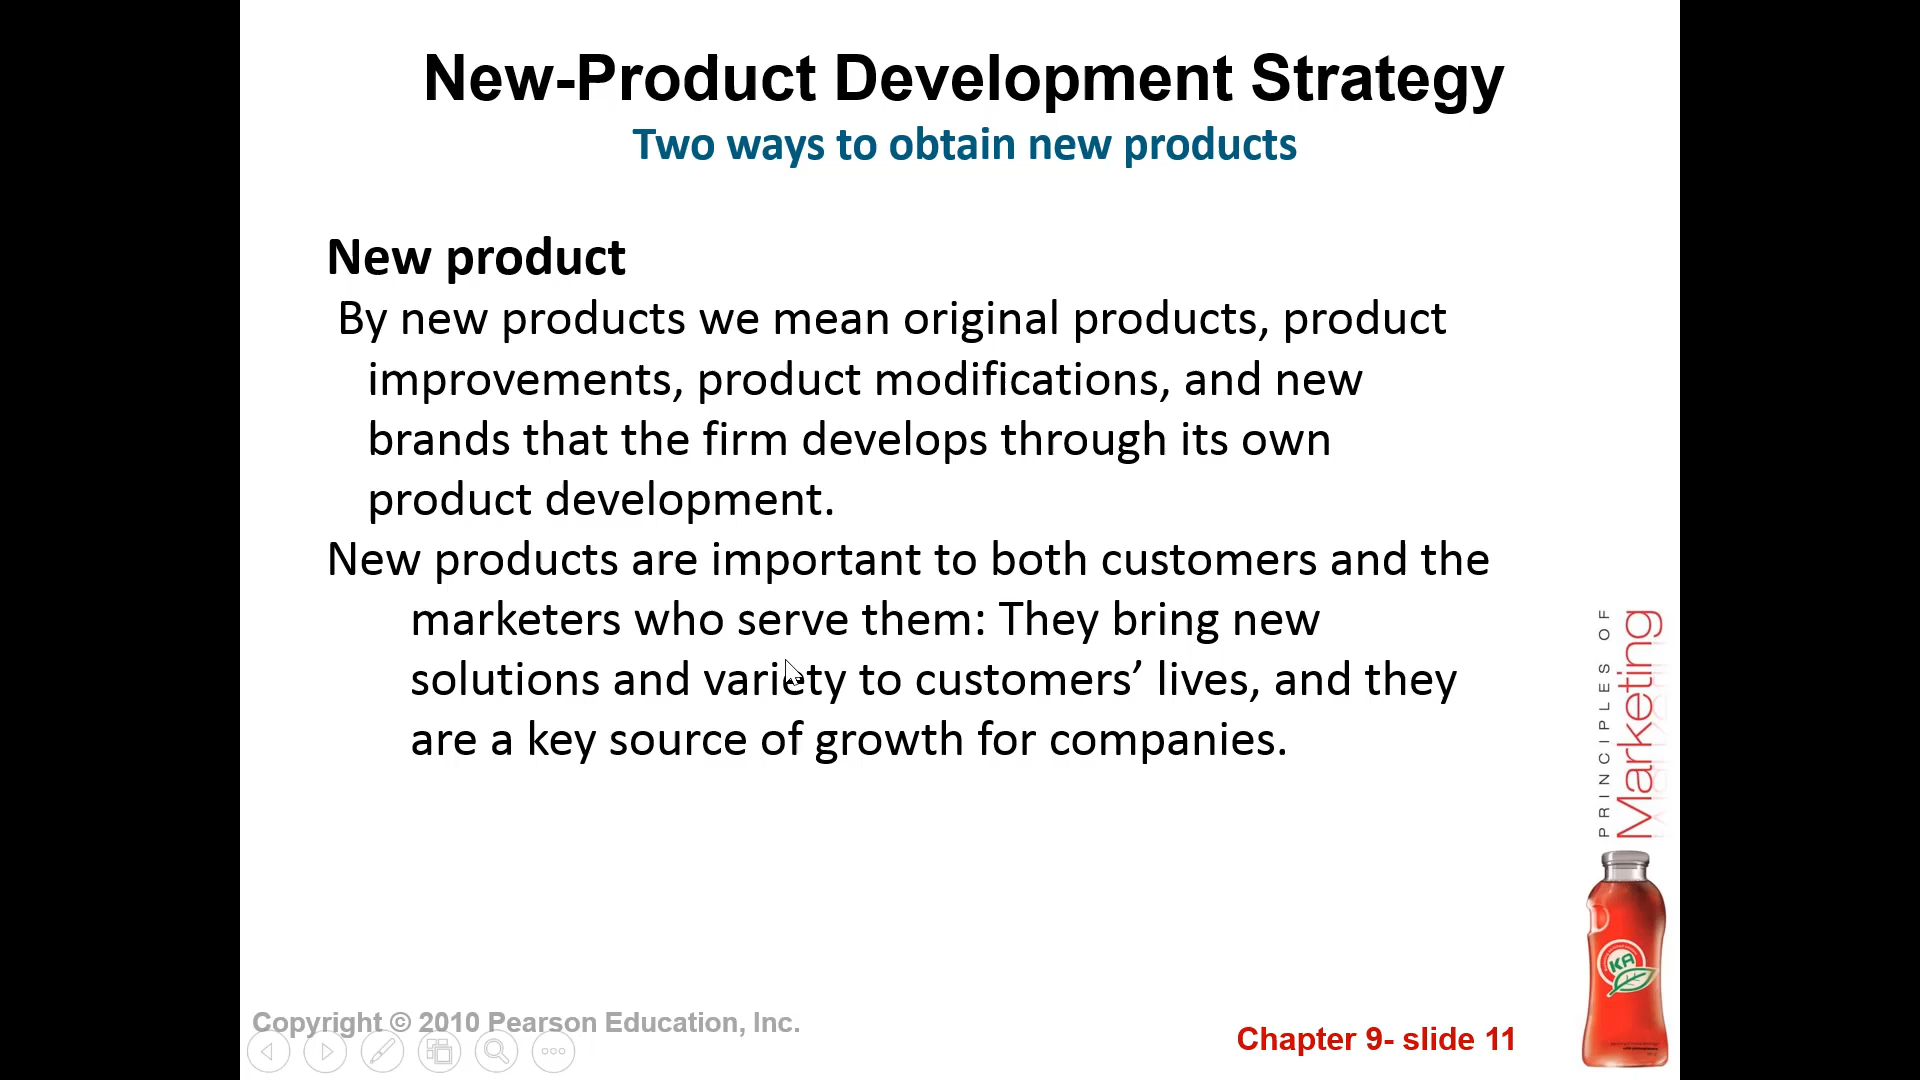 New-Product Development Strategy
Two ways to obtain new products
New product
By new products we mean original products, product
improvements, product modifications, and new
brands that the firm develops through its own
product development.
New products are important to both customers and the
marketers who serve them: They bring new
solutions and variety to customers’ lives, and they
are a key source of growth for companies.
PRINCIPLES OF
Marketing
KA
Copyright © 2010 Pearson Education, Inc.
Chapter 9- slide 11